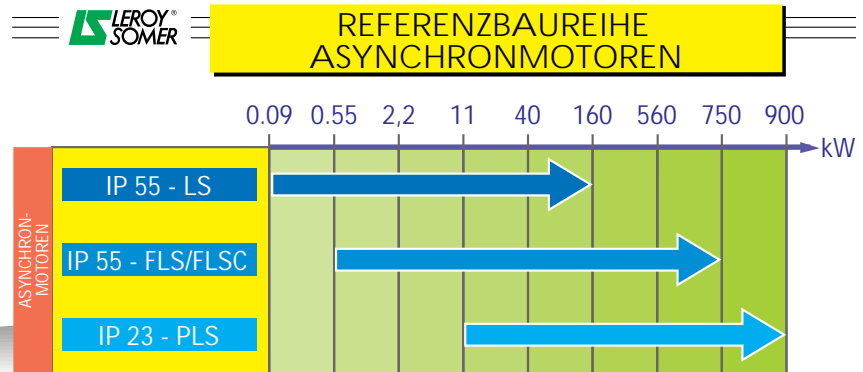 LEROY®
SOMER
REFERENZBAUREIHE
ASYNCHRONMOTOREN
0.09 0.55 2,2 11 40 160 560 750 900
kW
ASYNCHRON-
MOTOREN
IP 55 - LS
IP 55 - FLS/FLSC
IP 23 - PLS